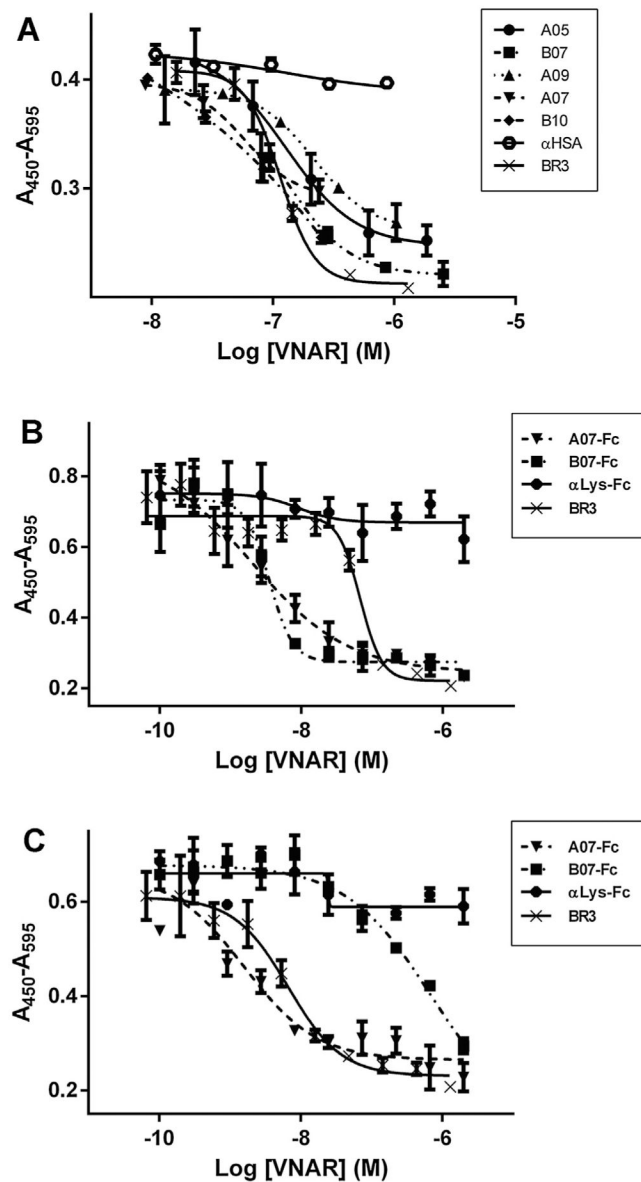 A
A05
B07
A09
A07
B10
αHSA
BR3
A₄₅₀-A₅₉₅
0.4
0.3
-8 -7 -6 -5
Log [VNAR] (M)
B
A07-Fc
B07-Fc
αLys-Fc
BR3
A₄₅₀-A₅₉₅
0.8
0.6
0.4
0.2
-10 -8 -6
Log [VNAR] (M)
C
A07-Fc
B07-Fc
αLys-Fc
BR3
A₄₅₀-A₅₉₅
0.6
0.4
0.2
-10 -8 -6
Log [VNAR] (M)